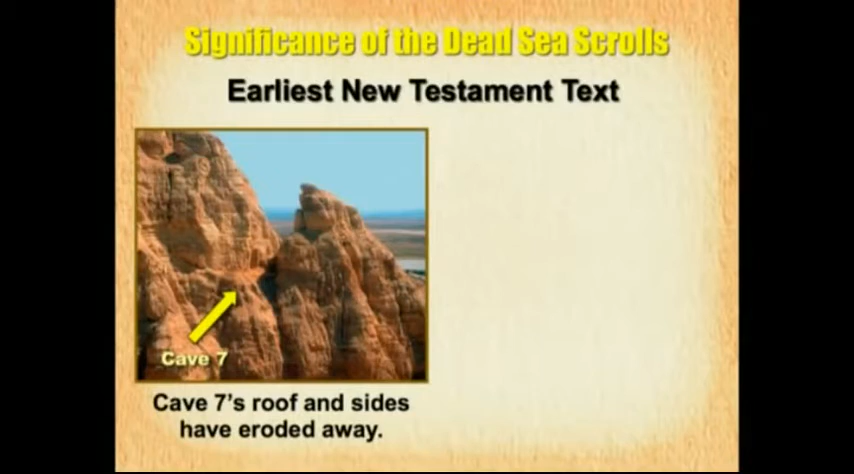 Significance of the Dead Sea Scrolls
Earliest New Testament Text
Cave 7
Cave 7's roof and sides
have eroded away.